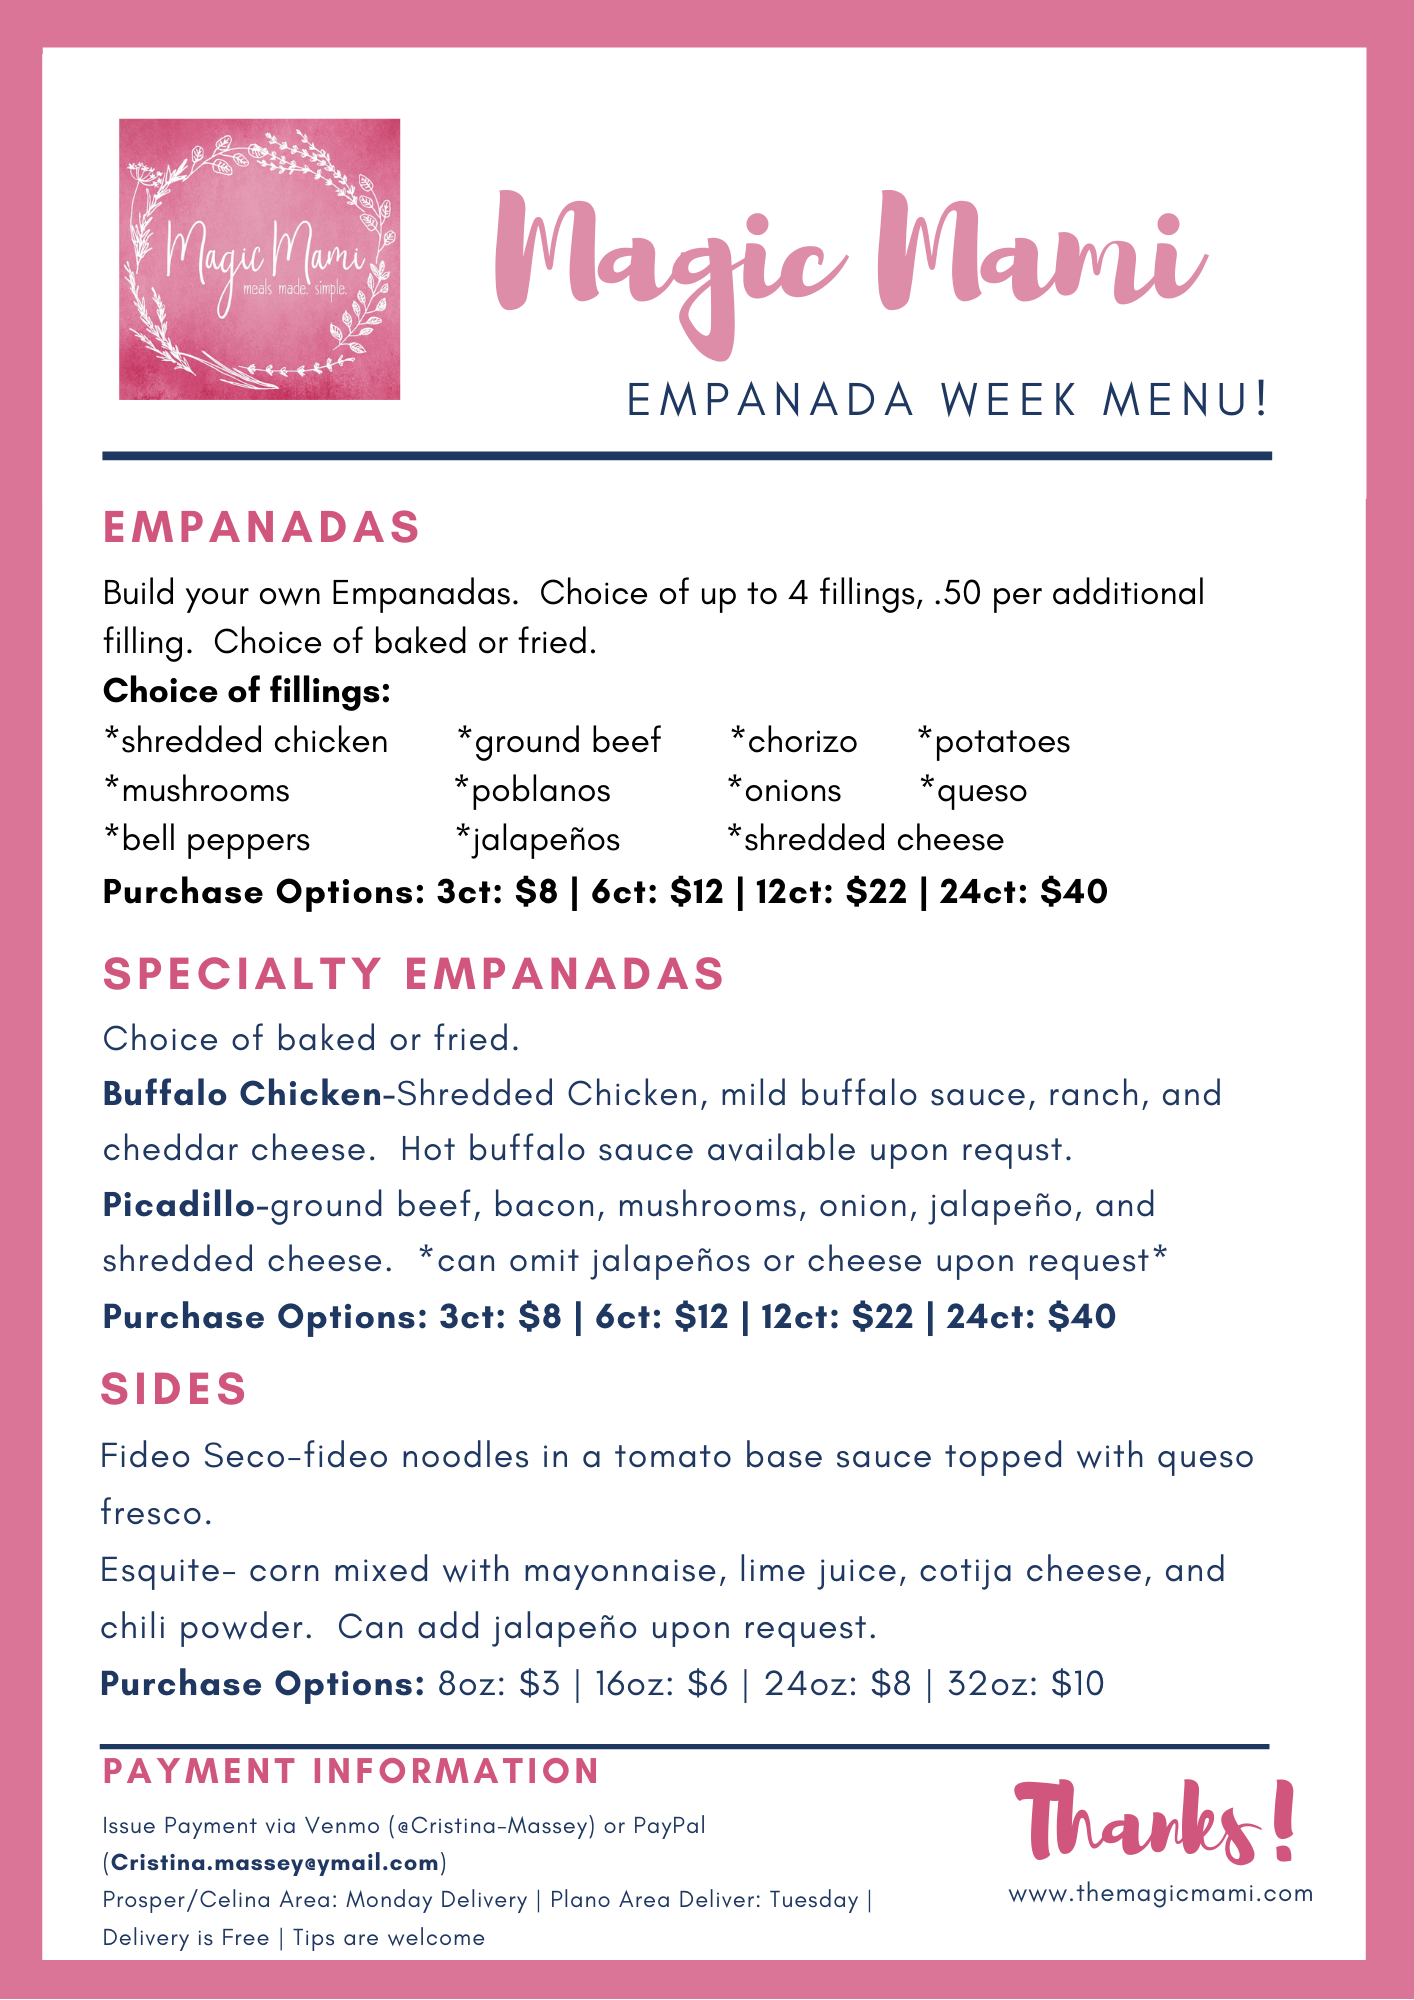 Magic Mami
meals made. simple.
Magic Mami
EMPANADA WEEK MENU!
EMPANADAS
Build your own Empanadas.  Choice of up to 4 fillings, .50 per additional
filling.  Choice of baked or fried.
Choice of fillings:
*shredded chicken *ground beef *chorizo *potatoes
*mushrooms *poblanos *onions *queso
*bell peppers *jalapeños *shredded cheese
Purchase Options: 3ct: $8 | 6ct: $12 | 12ct: $22 | 24ct: $40
SPECIALTY EMPANADAS
Choice of baked or fried.
Buffalo Chicken-Shredded Chicken, mild buffalo sauce, ranch, and
cheddar cheese.  Hot buffalo sauce available upon requst.
Picadillo-ground beef, bacon, mushrooms, onion, jalapeño, and
shredded cheese.  *can omit jalapeños or cheese upon request*
Purchase Options: 3ct: $8 | 6ct: $12 | 12ct: $22 | 24ct: $40
SIDES
Fideo Seco-fideo noodles in a tomato base sauce topped with queso
fresco.
Esquite- corn mixed with mayonnaise, lime juice, cotija cheese, and
chili powder.  Can add jalapeño upon request.
Purchase Options: 8oz: $3 | 16oz: $6 | 24oz: $8 | 32oz: $10
PAYMENT INFORMATION
Issue Payment via Venmo (@Cristina-Massey) or PayPal
(Cristina.massey@ymail.com)
Prosper/Celina Area: Monday Delivery | Plano Area Deliver: Tuesday |
Delivery is Free | Tips are welcome
Thanks!
www.themagicmami.com